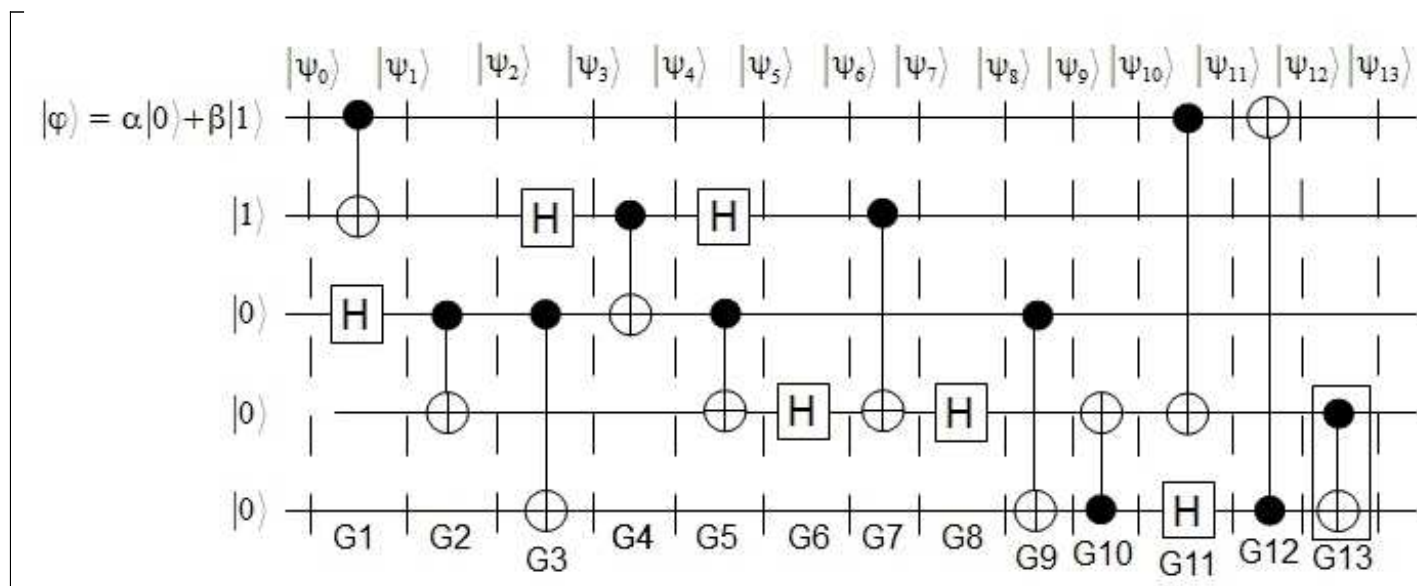 |ψ₀⟩ |ψ₁⟩ |ψ₂⟩ |ψ₃⟩ |ψ₄⟩ |ψ₅⟩ |ψ₆⟩ |ψ₇⟩ |ψ₈⟩ |ψ₉⟩ |ψ₁₀⟩ |ψ₁₁⟩ |ψ₁₂⟩ |ψ₁₃⟩
|φ⟩ = α|0⟩+β|1⟩
|1⟩ H H
|0⟩ H
|0⟩ H H
|0⟩ H
G1 G2 G3 G4 G5 G6 G7 G8 G9 G10 G11 G12 G13